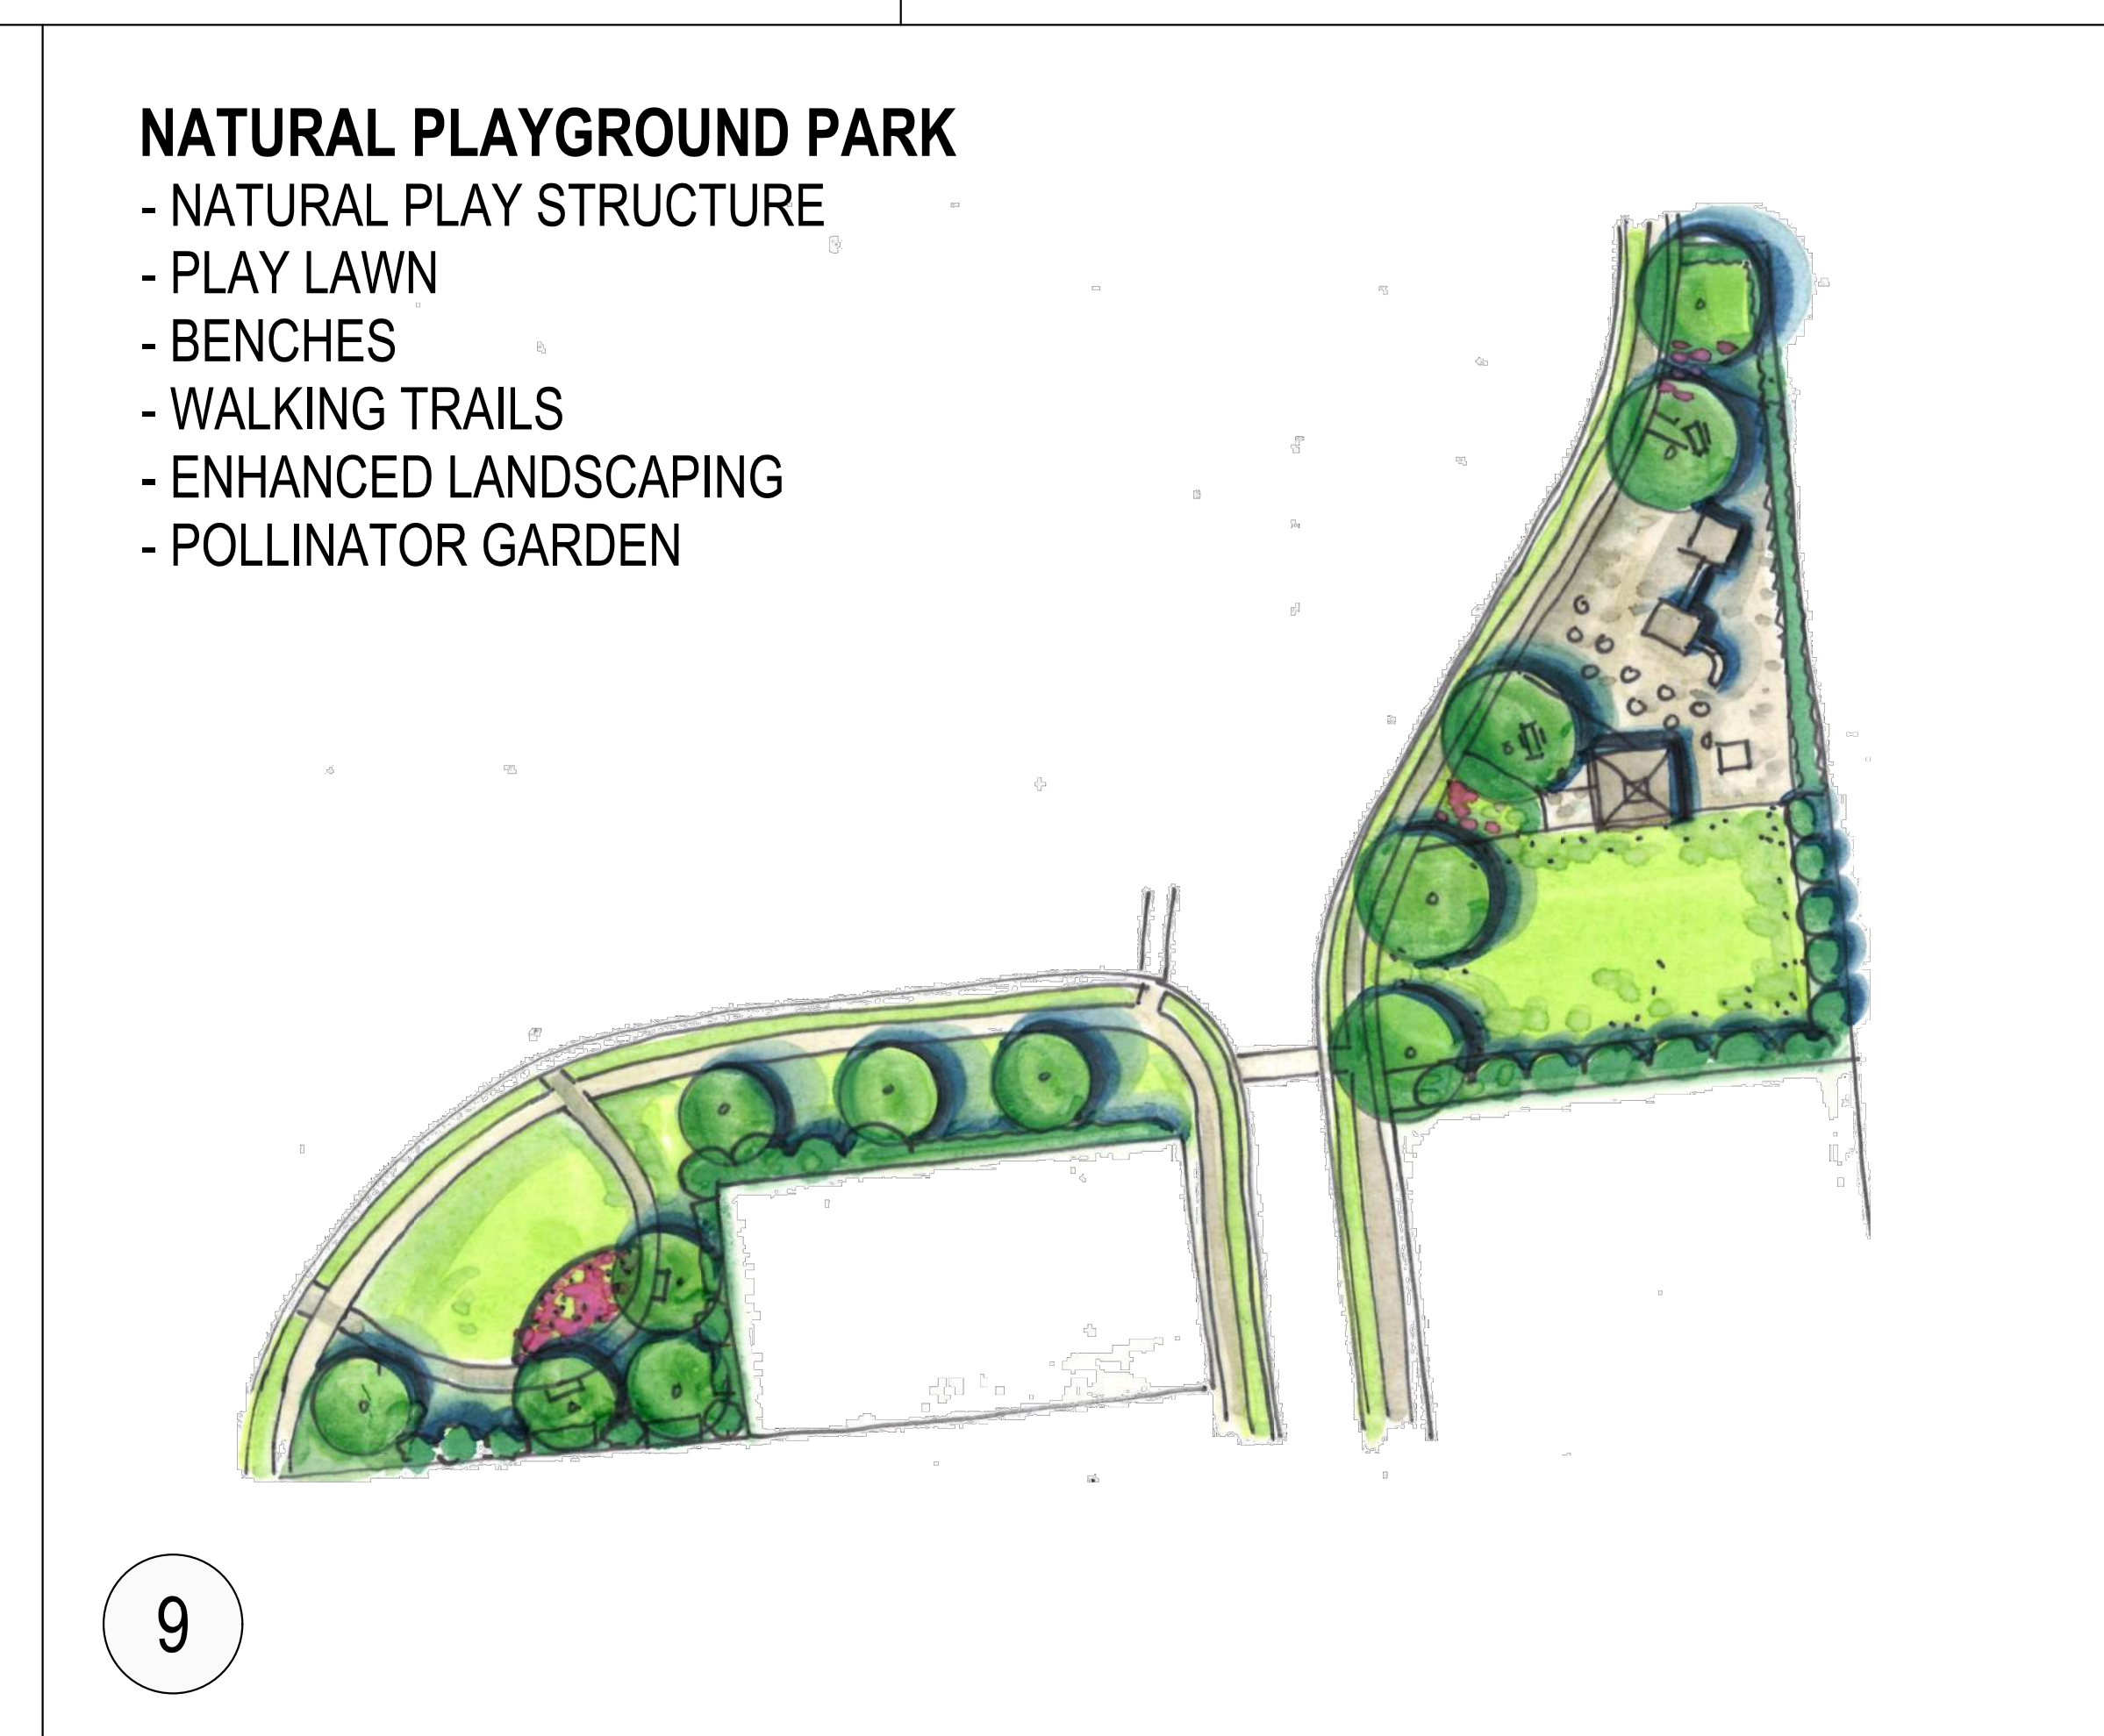 NATURAL PLAYGROUND PARK
- NATURAL PLAY STRUCTURE
- PLAY LAWN
- BENCHES
- WALKING TRAILS
- ENHANCED LANDSCAPING
- POLLINATOR GARDEN
9